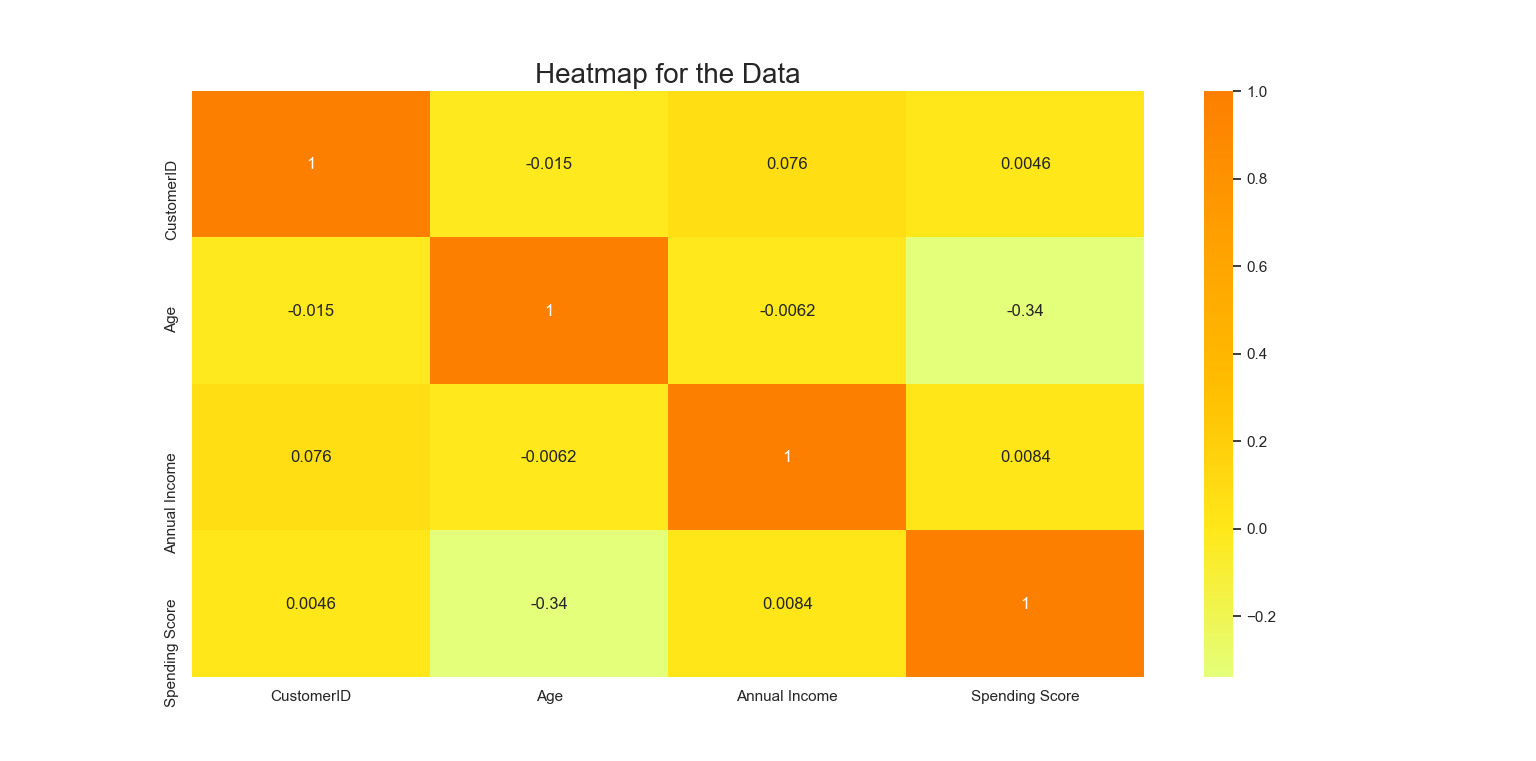 Heatmap for the Data
CustomerID
1
-0.015
0.076
0.0046
Age
-0.015
1
-0.0062
-0.34
Annual Income
0.076
-0.0062
1
0.0084
Spending Score
0.0046
-0.34
0.0084
1
CustomerID
Age
Annual Income
Spending Score
1.0
0.8
0.6
0.4
0.2
0.0
−0.2